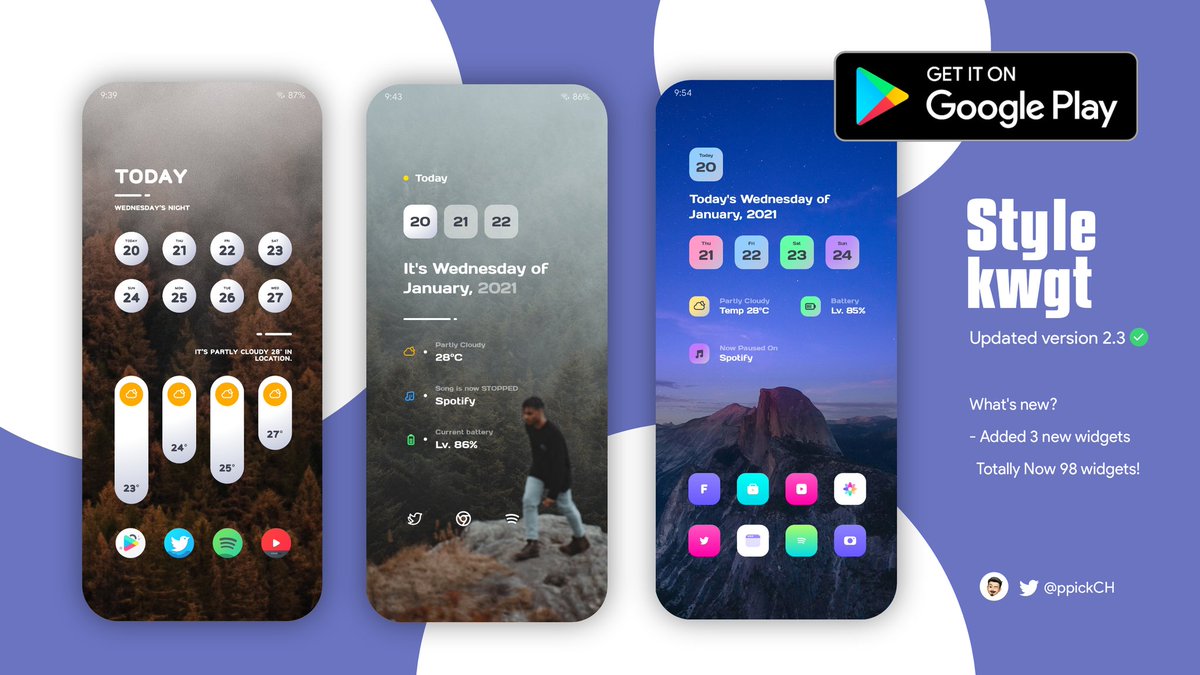 9:39
87%
TODAY
WEDNESDAY'S NIGHT
TODAY
20
THU
21
FRI
22
SAT
23
SUN
24
MON
25
TUE
26
WED
27
IT'S PARTLY CLOUDY 28° IN
LOCATION.
23°
24°
25°
27°
9:43
86%
Today
20 21 22
It's Wednesday of
January, 2021
Partly Cloudy
28°C
Song is now STOPPED
Spotify
Current battery
Lv. 86%
9:54
Today
20
Today's Wednesday of
January, 2021
Thu
21
Fri
22
Sat
23
Sun
24
Partly Cloudy
Temp 28°C
Battery
Lv. 85%
Now Paused On
Spotify
F
GET IT ON
Google Play
Style
kwgt
Updated version 2.3
What's new?
- Added 3 new widgets
Totally Now 98 widgets!
@ppickCH